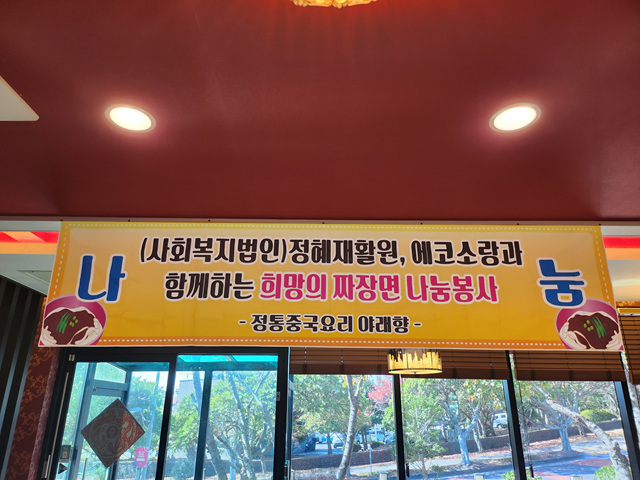 (사회복지법인)정혜재활원, 에코소랑과
함께하는 희망의 짜장면 나눔봉사
나 눔
- 정통중국요리 야래향 -